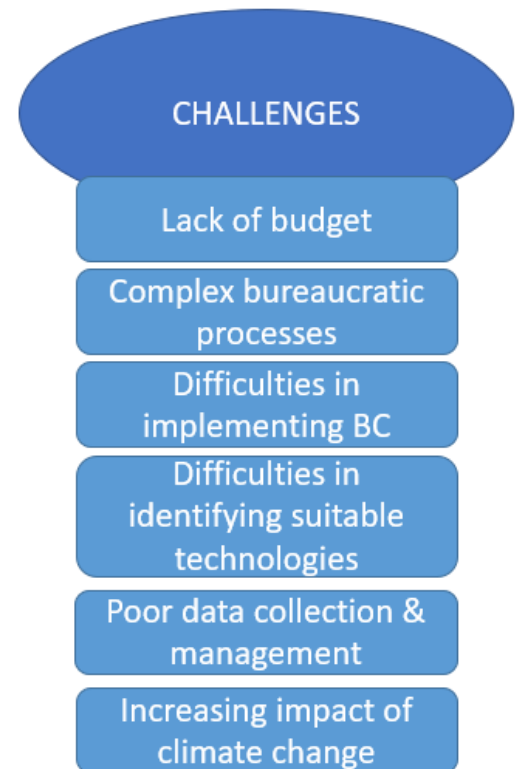 CHALLENGES
Lack of budget
Complex bureaucratic
processes
Difficulties in
implementing BC
Difficulties in
identifying suitable
technologies
Poor data collection &
management
Increasing impact of
climate change